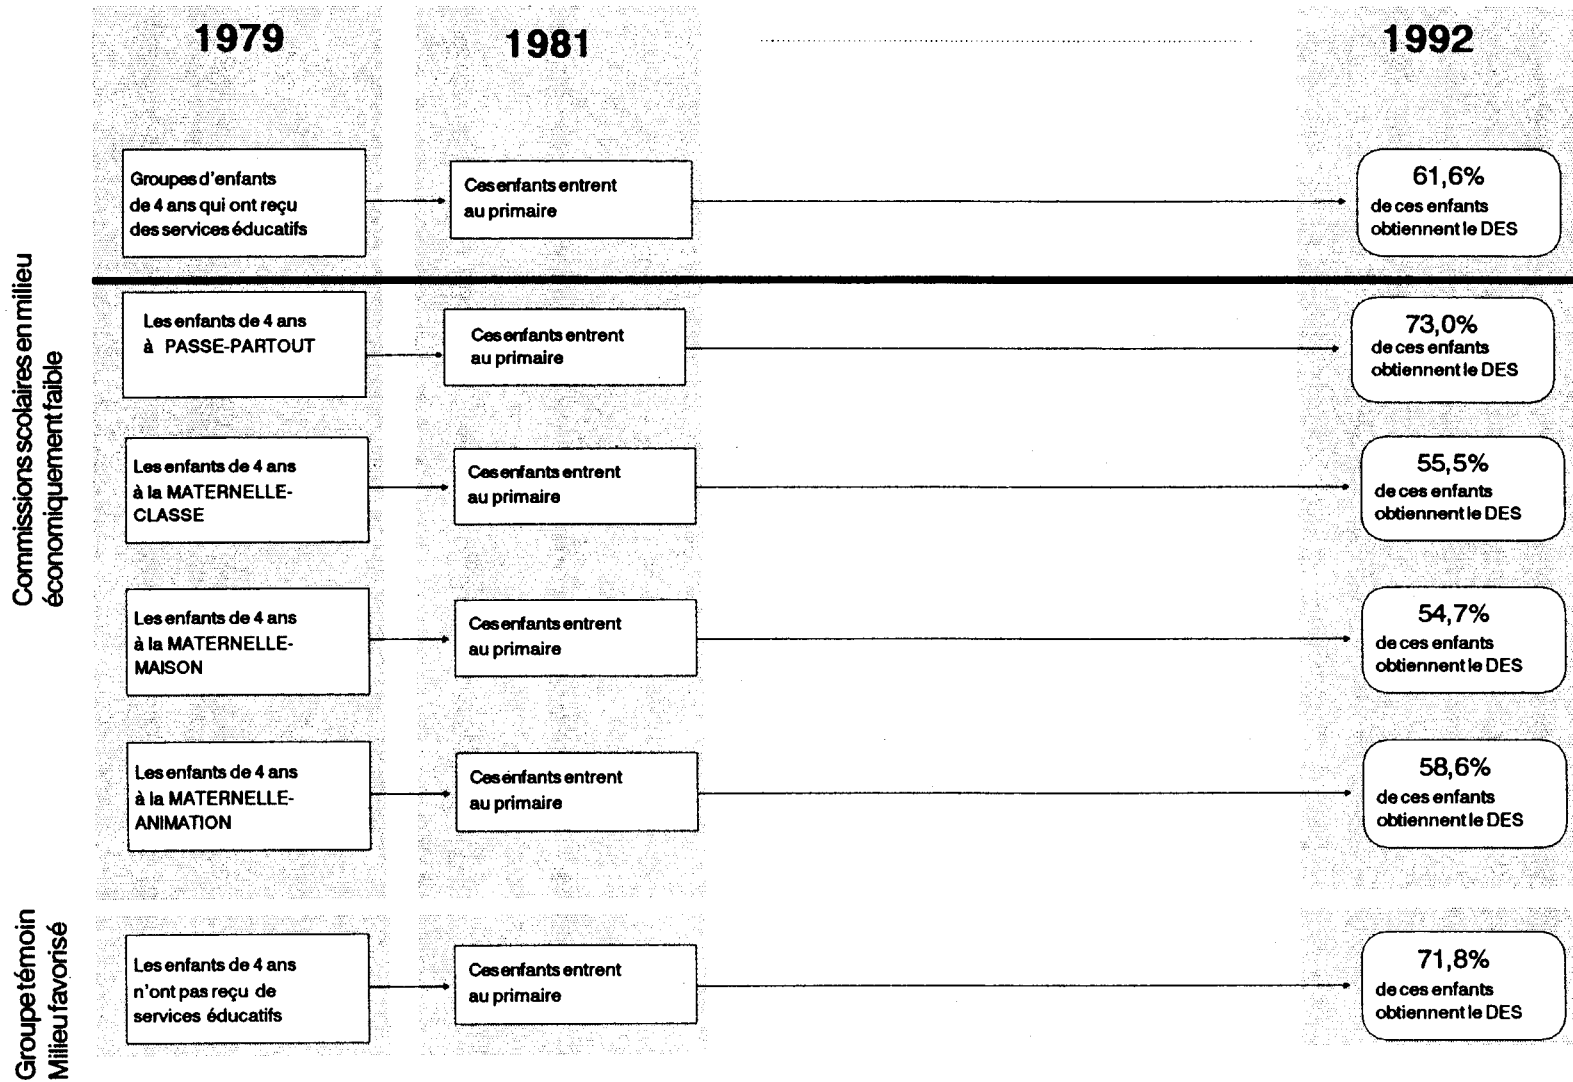 1979
1981
1992
Commissions scolaires en milieu
économiquement faible
Groupes d'enfants
de 4 ans qui ont reçu
des services éducatifs
Ces enfants entrent
au primaire
61,6%
de ces enfants
obtiennent le DES
Les enfants de 4 ans
à PASSE-PARTOUT
Ces enfants entrent
au primaire
73,0%
de ces enfants
obtiennent le DES
Les enfants de 4 ans
à la MATERNELLE-
CLASSE
Ces enfants entrent
au primaire
55,5%
de ces enfants
obtiennent le DES
Les enfants de 4 ans
à la MATERNELLE-
MAISON
Ces enfants entrent
au primaire
54,7%
de ces enfants
obtiennent le DES
Les enfants de 4 ans
à la MATERNELLE-
ANIMATION
Ces enfants entrent
au primaire
58,6%
de ces enfants
obtiennent le DES
Groupe témoin
Milieu favorisé
Les enfants de 4 ans
n'ont pas reçu de
services éducatifs
Ces enfants entrent
au primaire
71,8%
de ces enfants
obtiennent le DES